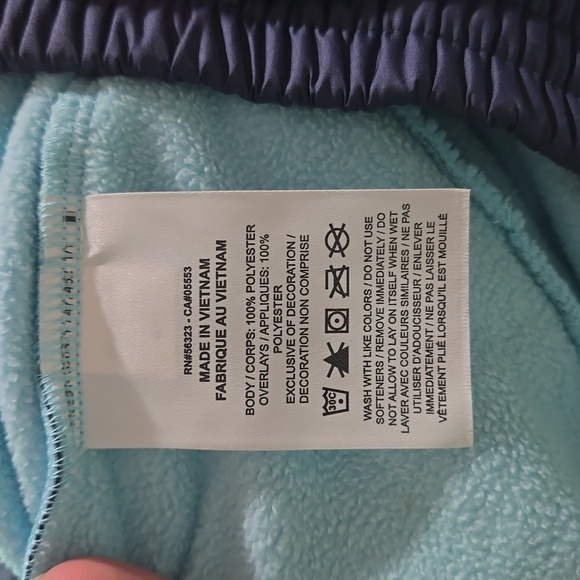 RN#56323 - CA#05553
MADE IN VIETNAM
FABRIQUE AU VIETNAM
BODY / CORPS: 100% POLYESTER
OVERLAYS / APPLIQUES: 100%
POLYESTER
EXCLUSIVE OF DECORATION /
DECORATION NON COMPRISE
30C
WASH WITH LIKE COLORS / DO NOT USE
SOFTENERS / REMOVE IMMEDIATELY / DO
NOT ALLOW TO LAY ON ITSELF WHEN WET
LAVER AVEC COULEURS SIMILAIRES / NE PAS
UTILISER D'ADOUCISSEUR / ENLEVER
IMMEDIATEMENT / NE PAS LAISSER LE
VÊTEMENT PLIÉ LORSQU'IL EST MOUILLÉ